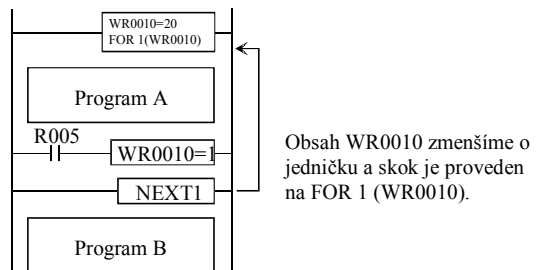 WR0010=20
FOR 1(WR0010)
Program A
R005
WR0010=1
NEXT1
Program B
Obsah WR0010 zmenšíme o
jedničku a skok je proveden
na FOR 1 (WR0010).